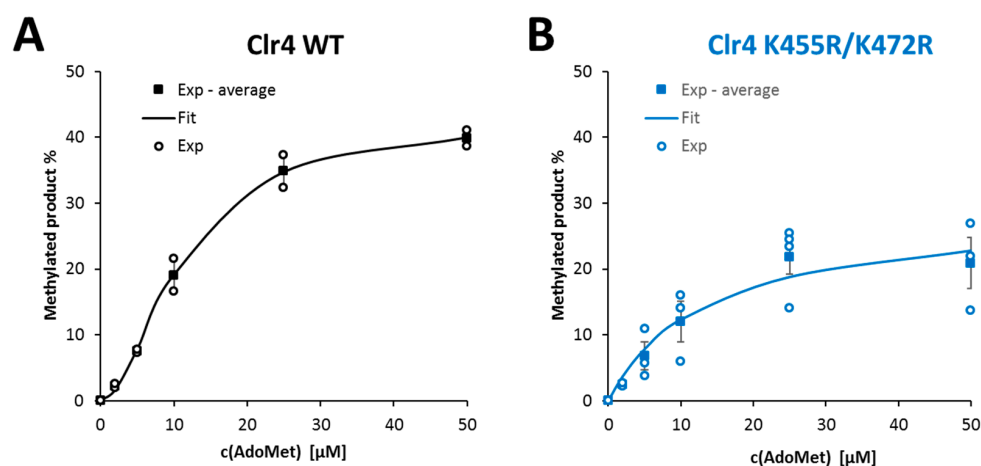 A
Clr4 WT
50
40
30
20
10
0
Methylated product %
Exp - average
Fit
Exp
0 10 20 30 40 50
c(AdoMet) [µM]
B
Clr4 K455R/K472R
50
40
30
20
10
0
Methylated product %
Exp - average
Fit
Exp
0 10 20 30 40 50
c(AdoMet) [µM]